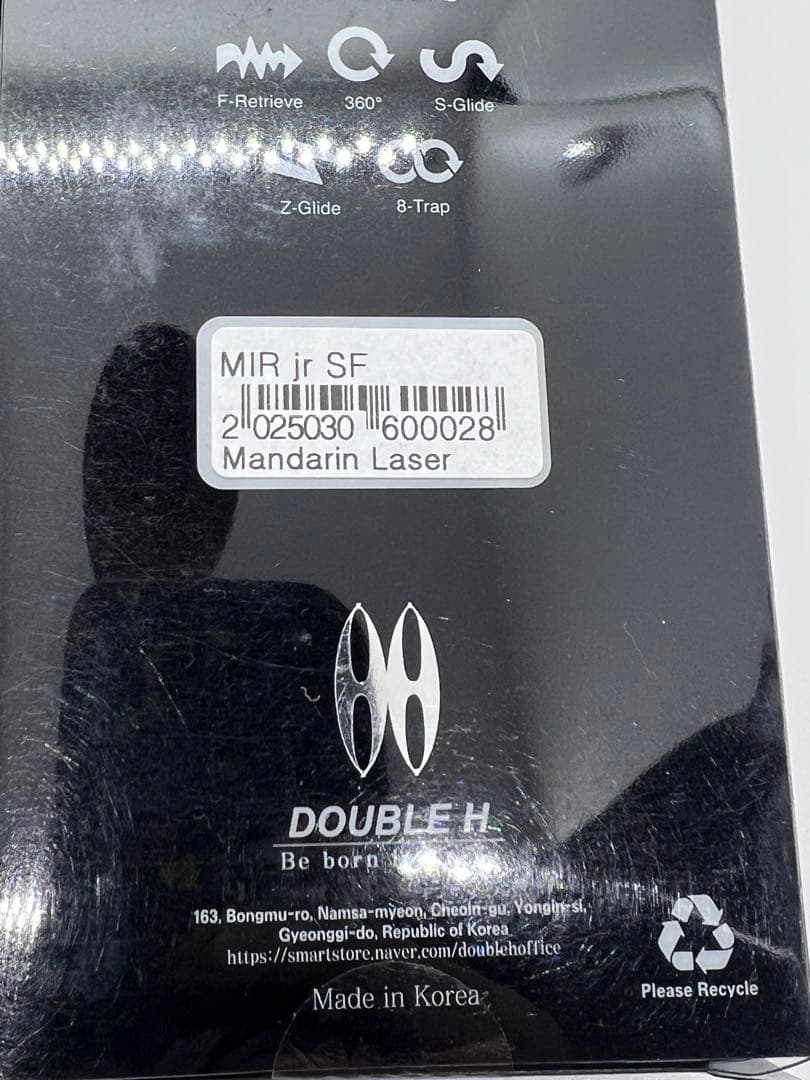 F-Retrieve 360° S-Glide
Z-Glide 8-Trap
MIR jr SF
2 025030 600028
Mandarin Laser
DOUBLE H
Be born
163, Bongmu-ro, Namsa-myeon, Cheoin-gu, Yongin-si,
Gyeonggi-do, Republic of Korea
https://smartstore.naver.com/doublehoffice
Made in Korea
Please Recycle